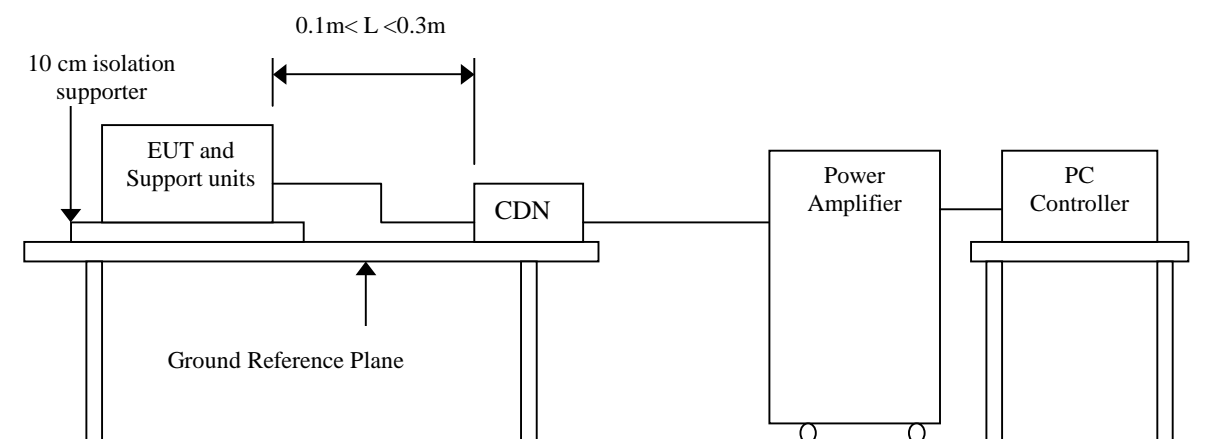 0.1m< L <0.3m
10 cm isolation
supporter
EUT and
Support units
CDN
Power
Amplifier
PC
Controller
Ground Reference Plane